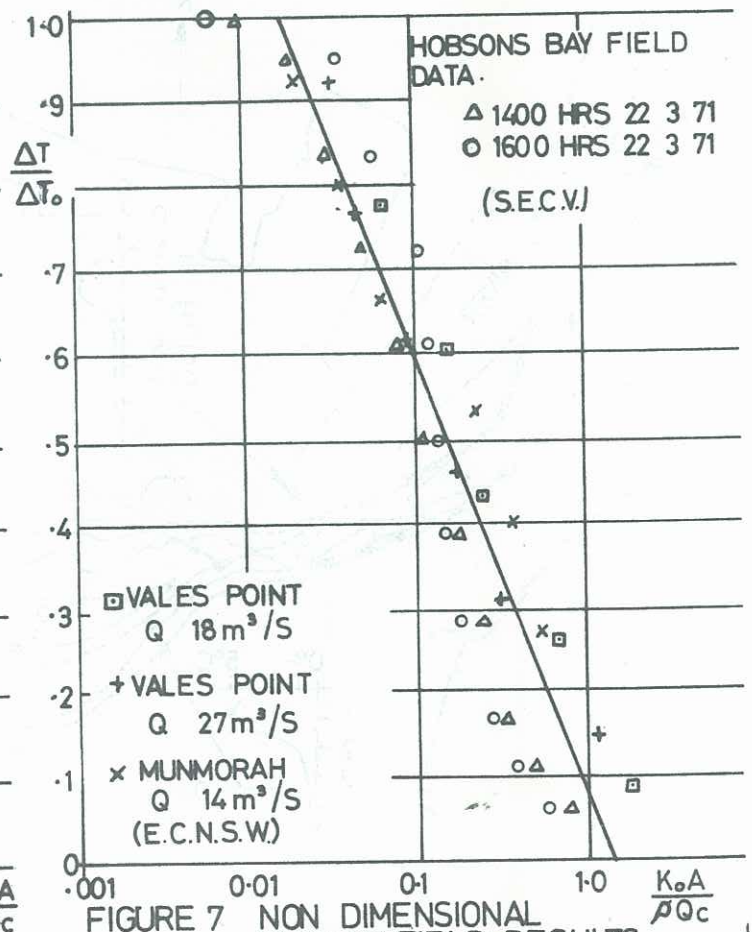 1·0
HOBSONS BAY FIELD
DATA.
·9
△ 1400 HRS 22 3 71
○ 1600 HRS 22 3 71
ΔT
ΔT₀
(S.E.C.V.)
·7
·6
·5
·4
·3
·2
·1
0
⊡ VALES POINT
Q 18 m³/S
+ VALES POINT
Q 27 m³/S
× MUNMORAH
Q 14 m³/S
(E.C.N.S.W.)
·001
0·01
0·1
1·0
K₀A
ρQc
A
c
FIGURE 7 NON DIMENSIONAL